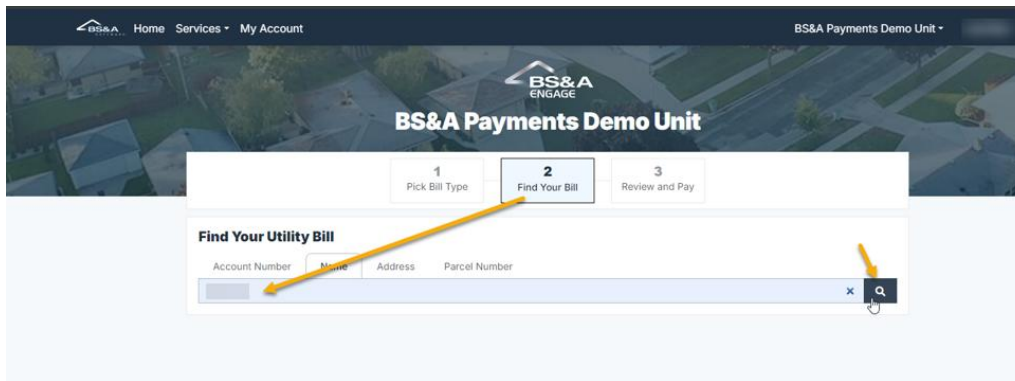 BS&A Home Services My Account BS&A Payments Demo Unit
BS&A
ENGAGE
BS&A Payments Demo Unit
1 2 3
Pick Bill Type Find Your Bill Review and Pay
Find Your Utility Bill
Account Number Name Address Parcel Number